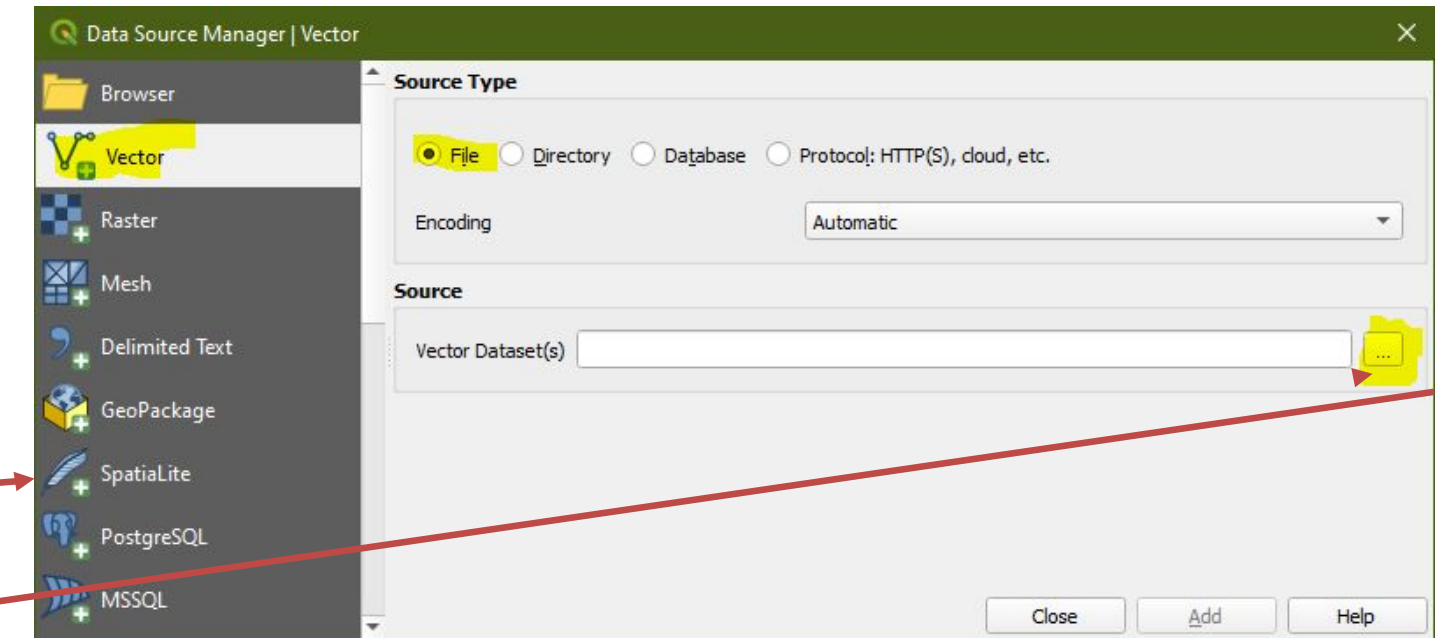 Data Source Manager | Vector
Browser
Vector
Raster
Mesh
Delimited Text
GeoPackage
SpatiaLite
PostgreSQL
MSSQL
Source Type
File Directory Database Protocol: HTTP(S), cloud, etc.
Encoding Automatic
Source
Vector Dataset(s) ...
Close Add Help